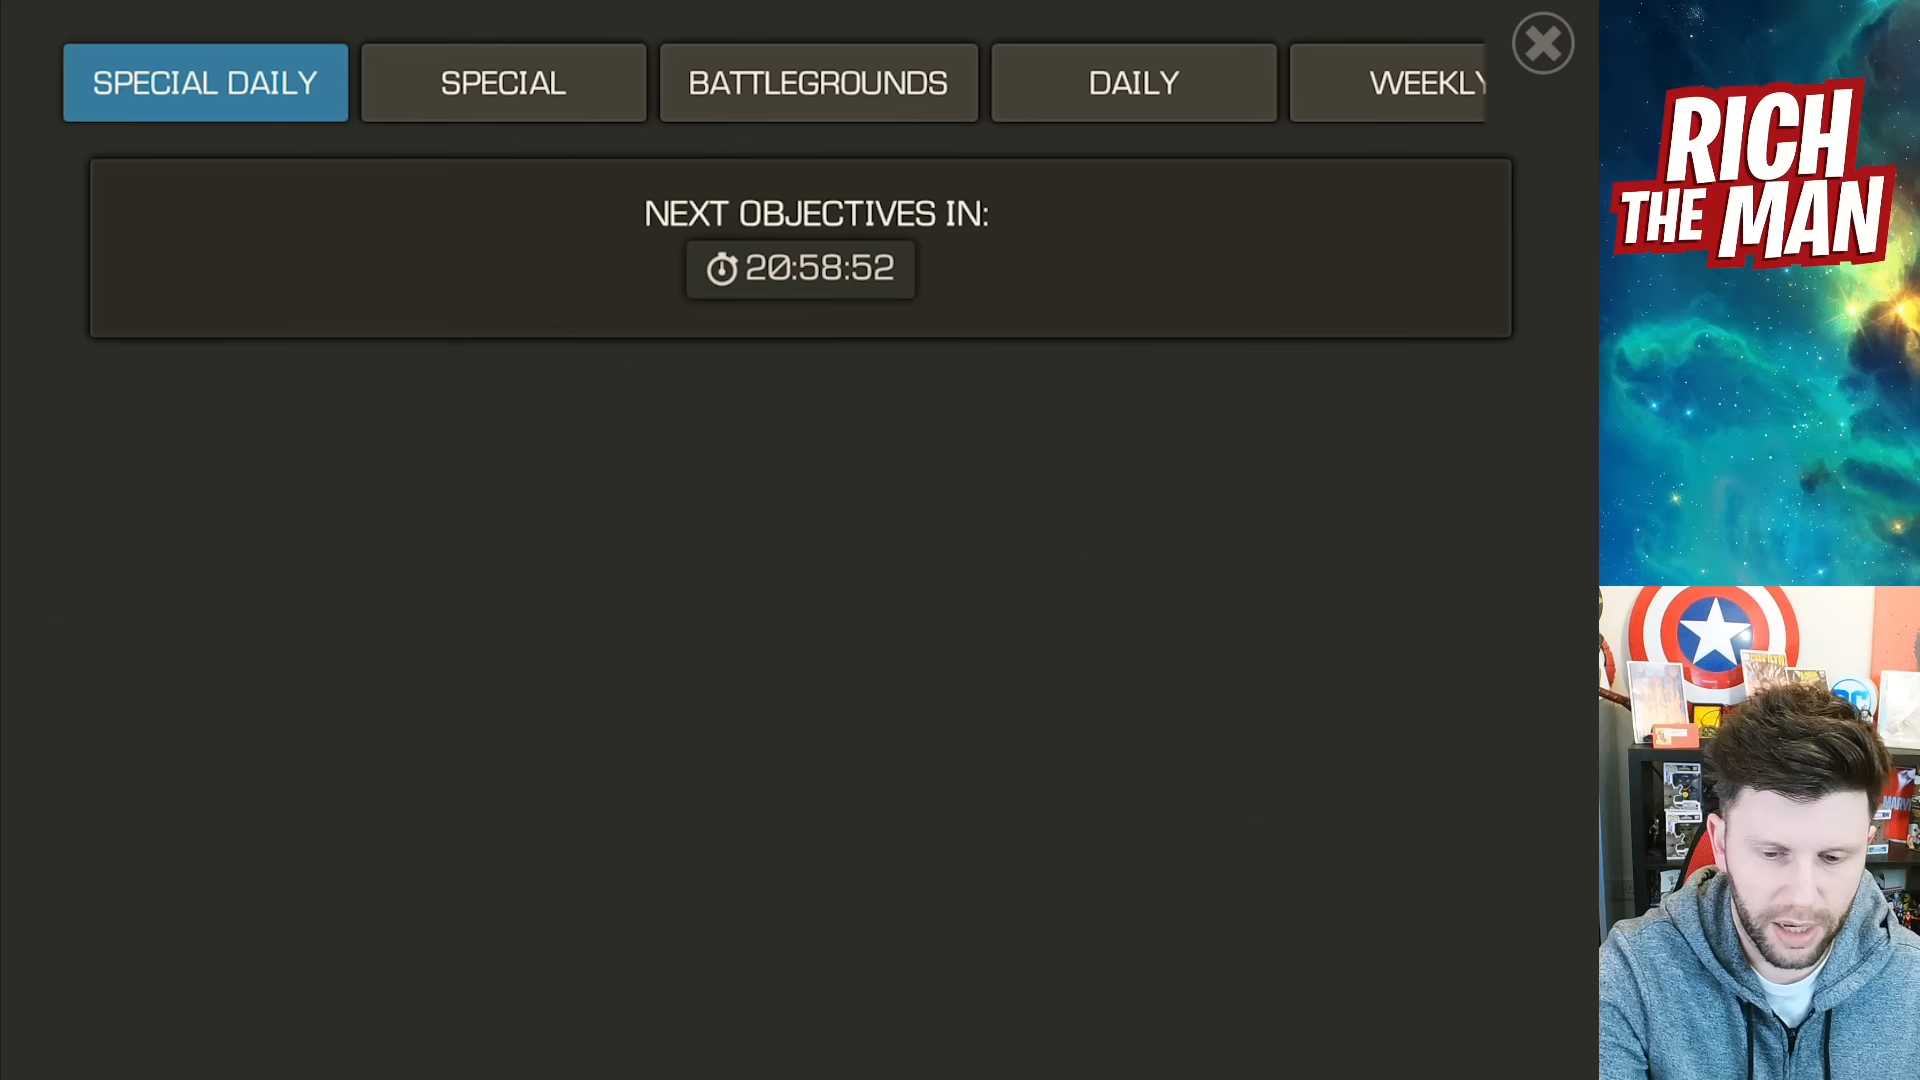 SPECIAL DAILY
SPECIAL
BATTLEGROUNDS
DAILY
WEEKLY
NEXT OBJECTIVES IN:
20:58:52
RICH
THE MAN